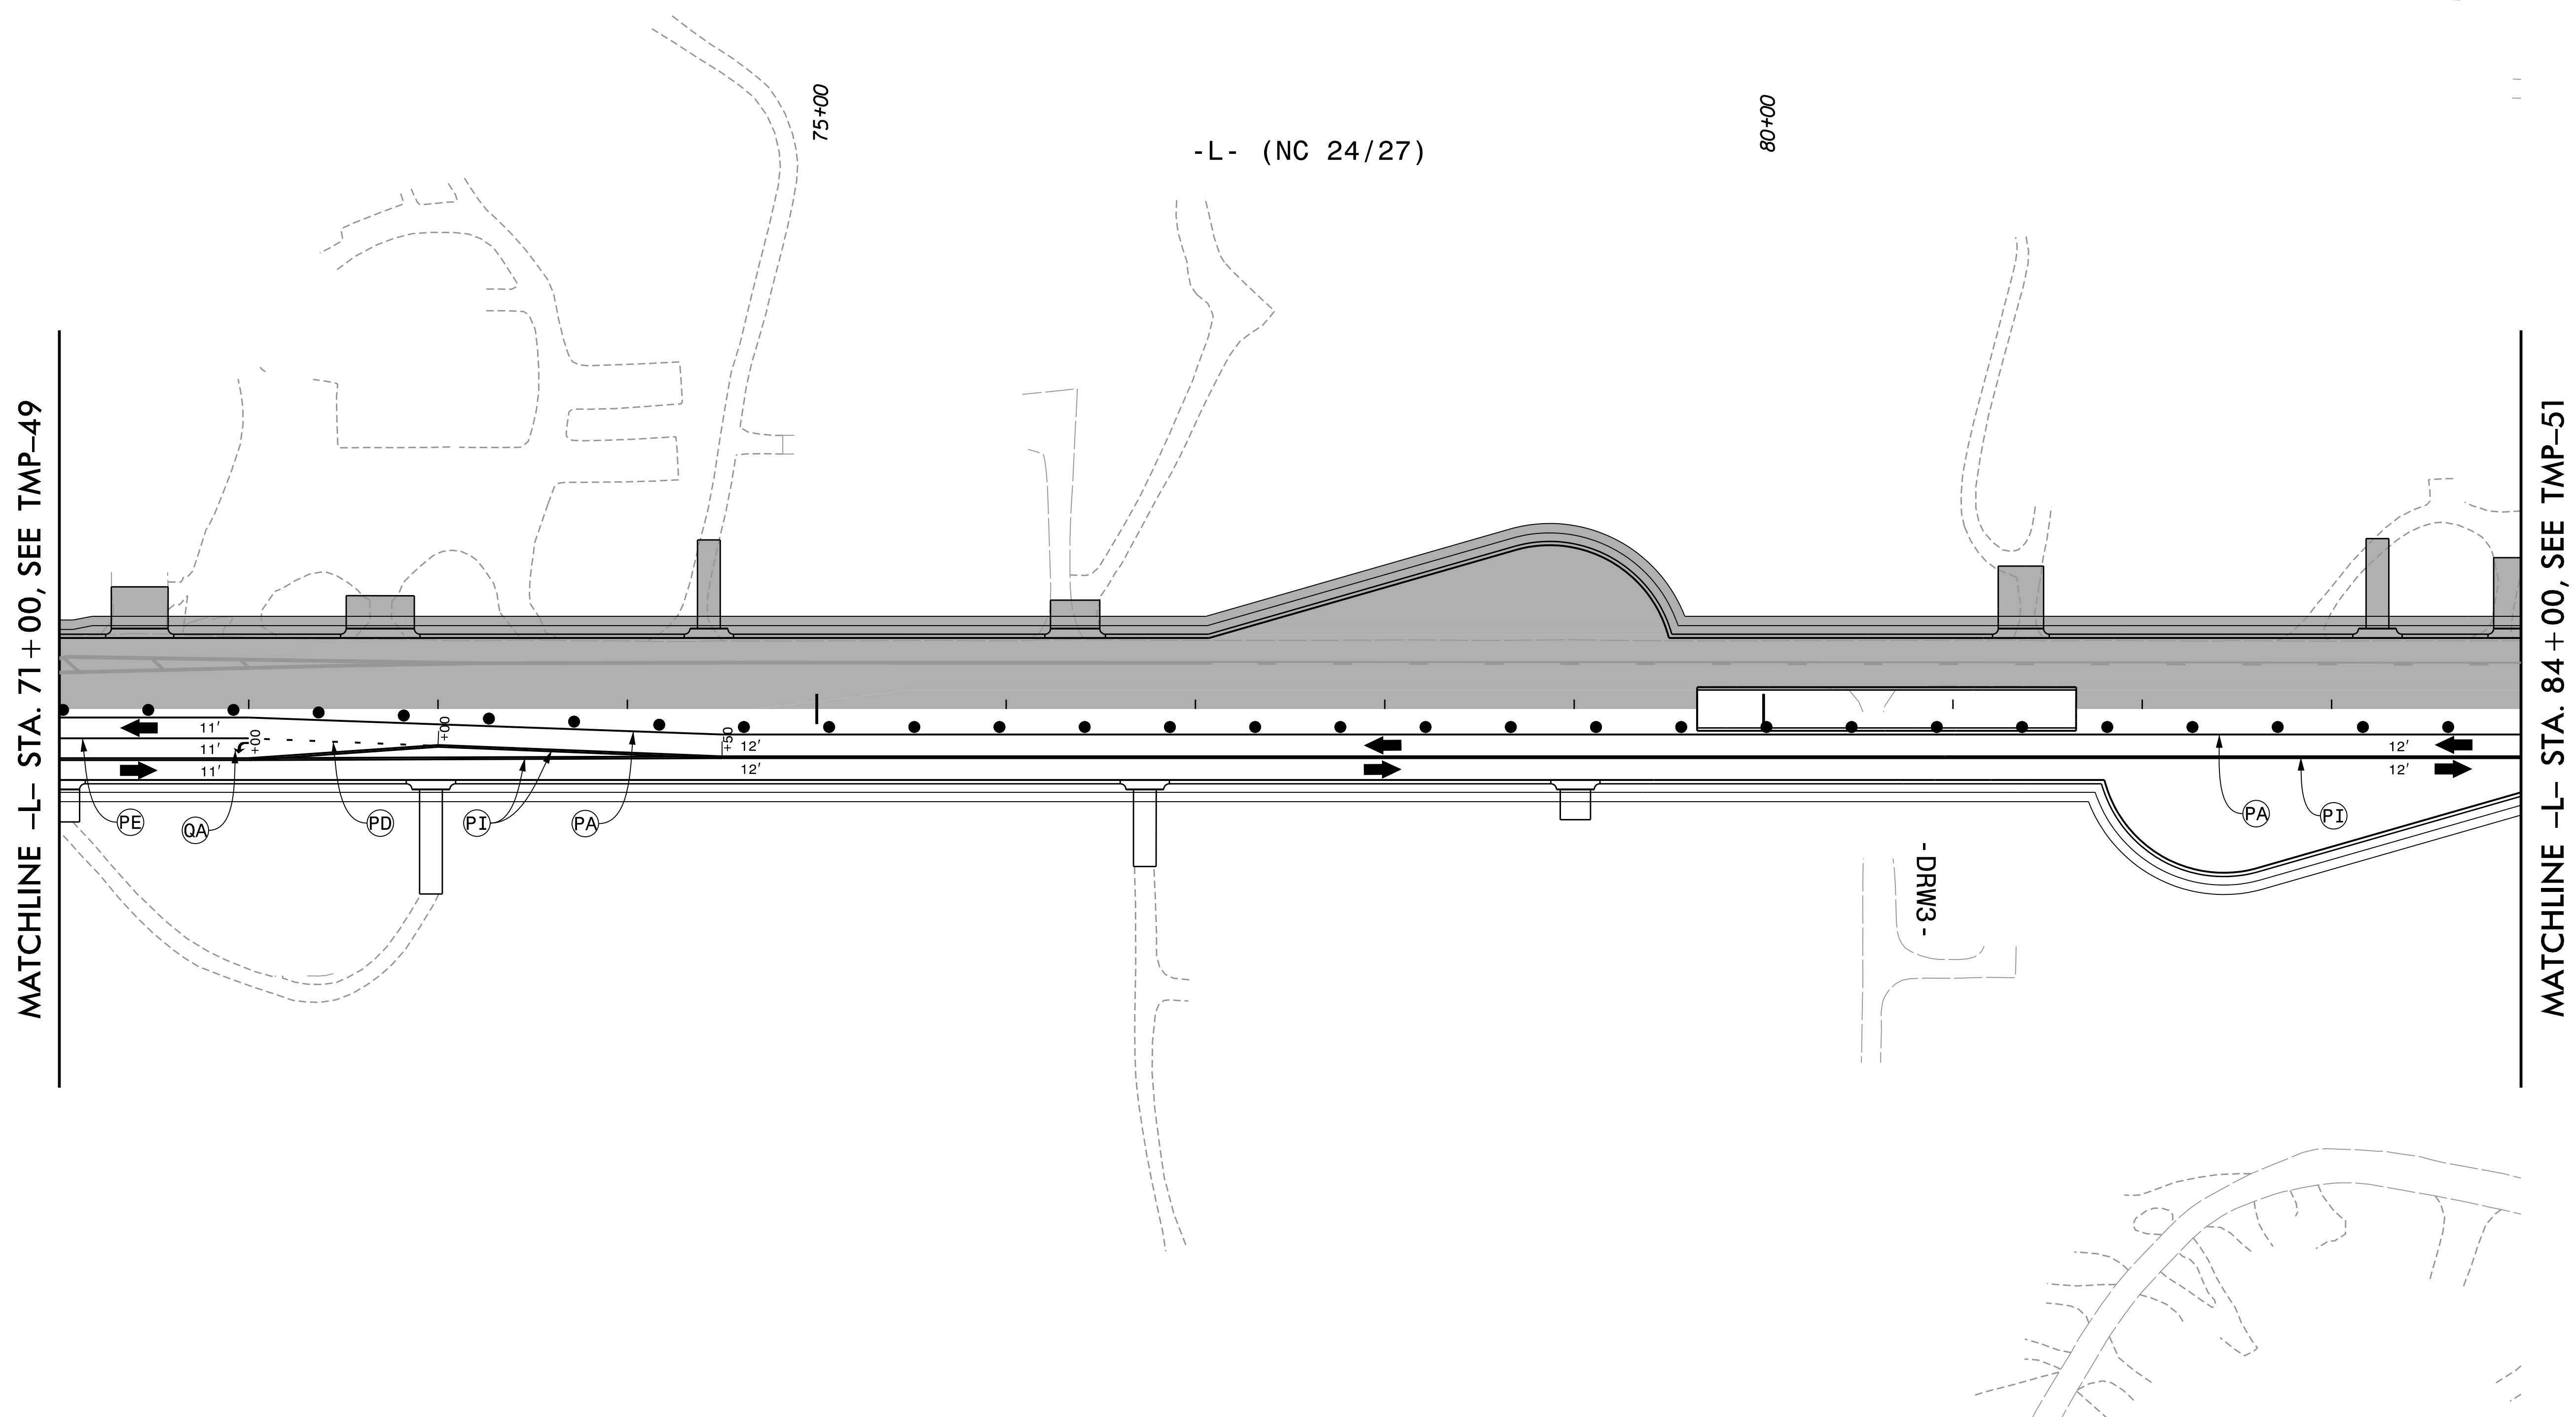 75+00
80+00
-L- (NC 24/27)
MATCHLINE -L- STA. 71+00, SEE TMP-49
MATCHLINE -L- STA. 84+00, SEE TMP-51
11'
11'
11'
+00
+00
+50
12'
12'
12'
12'
PE
QA
PD
PI
PA
PA
PI
-DRW3-